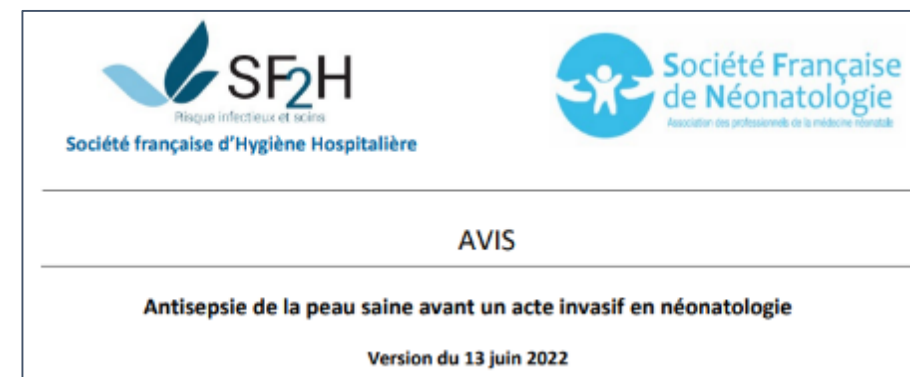 SF2H
Risque infectieux et soins
Société française d'Hygiène Hospitalière
Société Française
de Néonatologie
Association des professionnels de la médecine néonatale
AVIS
Antisepsie de la peau saine avant un acte invasif en néonatologie
Version du 13 juin 2022